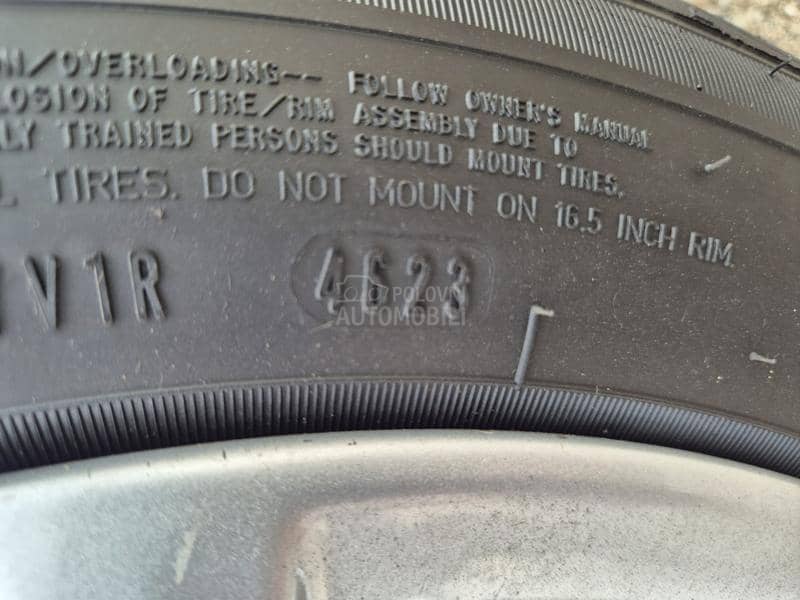 N/OVERLOADING-- FOLLOW OWNER'S MANUAL
LOSION OF TIRE/RIM ASSEMBLY DUE TO
LY TRAINED PERSONS SHOULD MOUNT TIRES.
L TIRES. DO NOT MOUNT ON 16.5 INCH RIM.
V1R 4623
POLOVNI
AUTOMOBILI